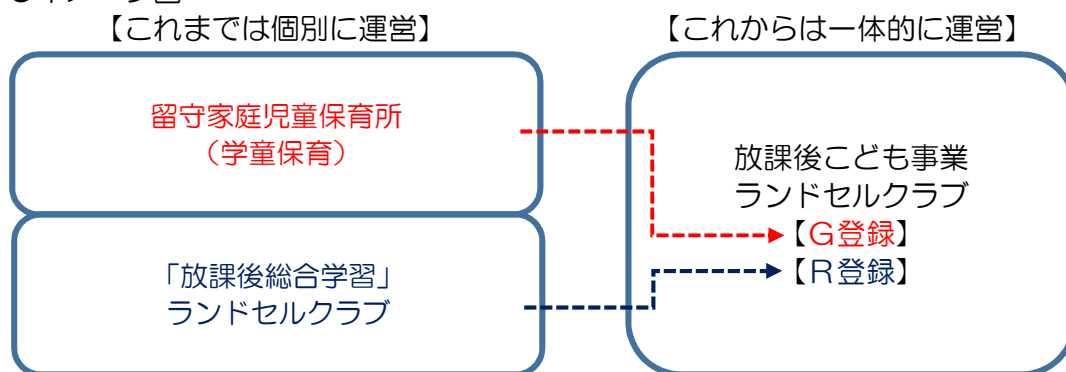 【これまでは個別に運営】
留守家庭児童保育所
（学童保育）
「放課後総合学習」
ランドセルクラブ
【これからは一体的に運営】
放課後こども事業
ランドセルクラブ
【Ｇ登録】
【Ｒ登録】